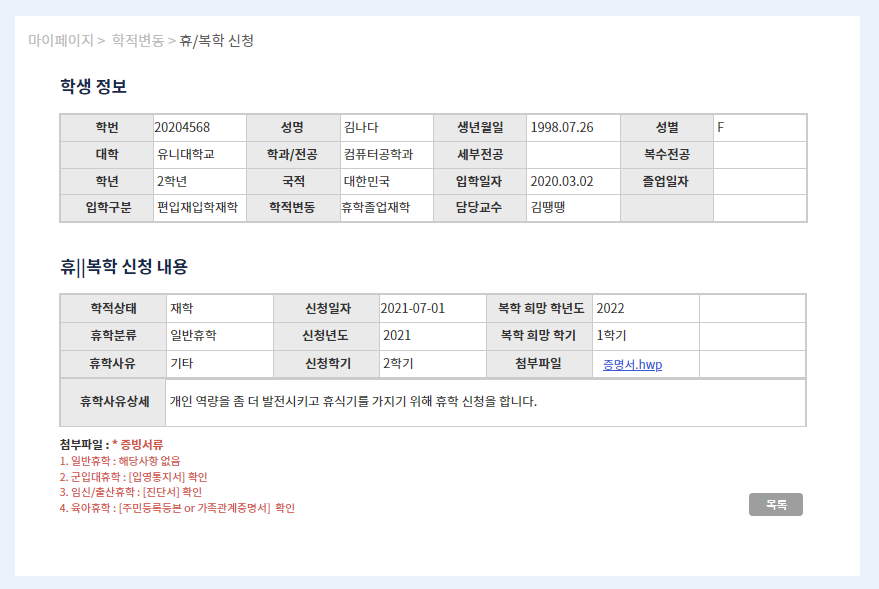 마이페이지 > 학적변동 > 휴/복학 신청
학생 정보
학번 20204568 성명 김나다 생년월일 1998.07.26 성별 F
대학 유니대학교 학과/전공 컴퓨터공학과 세부전공 복수전공
학년 2학년 국적 대한민국 입학일자 2020.03.02 졸업일자
입학구분 편입재입학재학 학적변동 휴학졸업재학 담당교수 김땡땡
휴||복학 신청 내용
학적상태 재학 신청일자 2021-07-01 복학 희망 학년도 2022
휴학분류 일반휴학 신청년도 2021 복학 희망 학기 1학기
휴학사유 기타 신청학기 2학기 첨부파일 증명서.hwp
휴학사유상세 개인 역량을 좀 더 발전시키고 휴식기를 가지기 위해 휴학 신청을 합니다.
첨부파일 : * 증빙서류
1. 일반휴학 : 해당사항 없음
2. 군입대휴학 : [입영통지서] 확인
3. 임신/출산휴학 : [진단서] 확인
4. 육아휴학 : [주민등록등본 or 가족관계증명서] 확인
목록